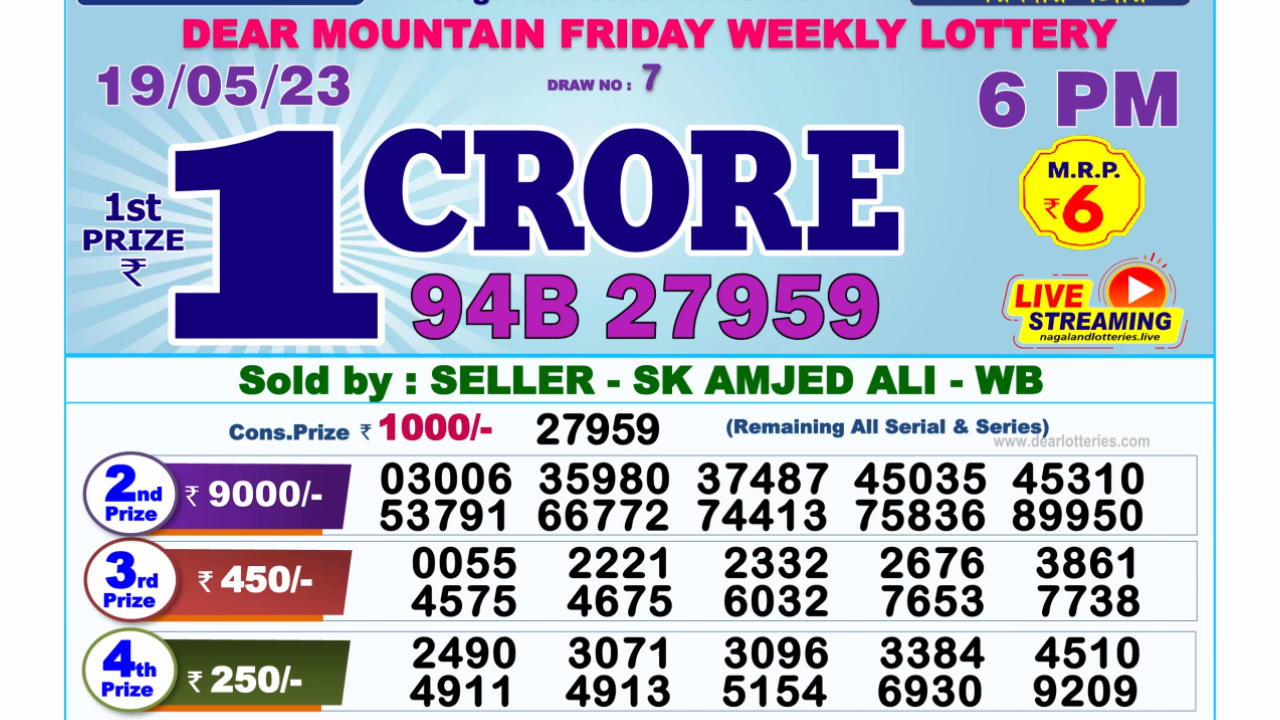 DEAR MOUNTAIN FRIDAY WEEKLY LOTTERY
19/05/23
DRAW NO : 7
6 PM
1st PRIZE ₹ 1 CRORE
M.R.P.
₹6
94B 27959
LIVE
STREAMING
nagalandlotteries.live
Sold by : SELLER - SK AMJED ALI - WB
Cons.Prize ₹ 1000/- 27959 (Remaining All Serial & Series)
www.dearlotteries.com
2nd Prize ₹ 9000/-
03006 35980 37487 45035 45310
53791 66772 74413 75836 89950
3rd Prize ₹ 450/-
0055 2221 2332 2676 3861
4575 4675 6032 7653 7738
4th Prize ₹ 250/-
2490 3071 3096 3384 4510
4911 4913 5154 6930 9209